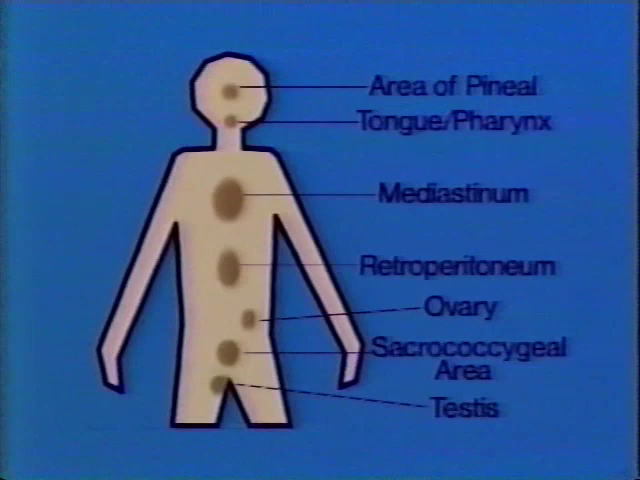 Area of Pineal
Tongue/Pharynx
Mediastinum
Retroperitoneum
Ovary
Sacrococcygeal
Area
Testis